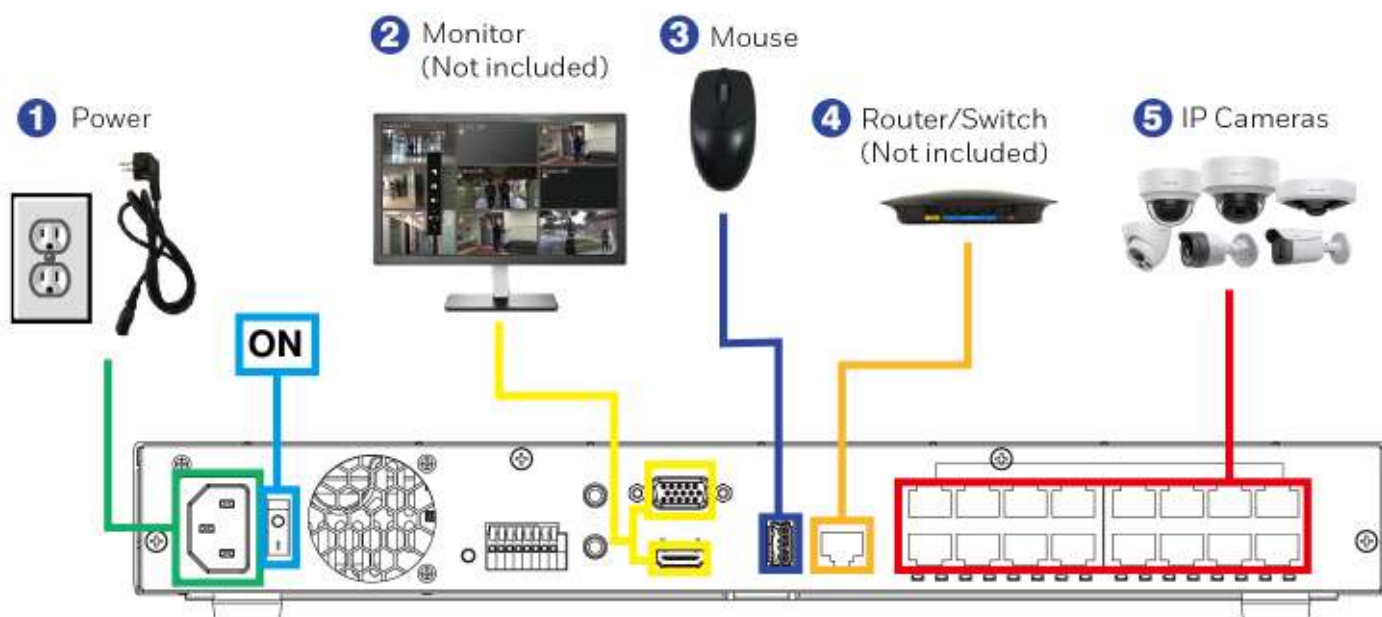 1 Power
2 Monitor
(Not included)
3 Mouse
4 Router/Switch
(Not included)
5 IP Cameras
ON